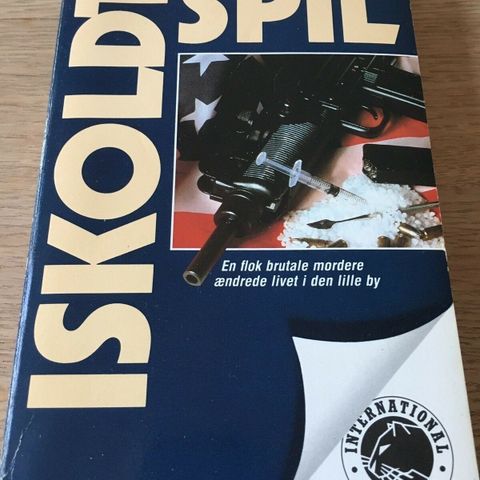 ISKOLDT
SPIL
En flok brutale mordere
ændrede livet i den lille by
INTERNATIONAL